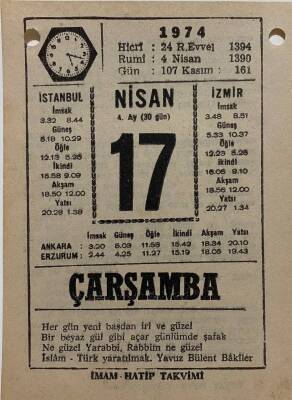 1974
Hicrî : 24 R.Evvel 1394
Rumî : 4 Nisan 1390
Gün : 107 Kasım : 161
İSTANBUL
İmsak
3.32 8.44
Güneş
5.18 10.29
Öğle
12.13 5.25
İkindi
15.58 9.09
Akşam
18.50 12.00
Yatsı
20.28 1.38
NİSAN
4. Ay (30 gün)
17
İZMİR
İmsak
3.48 8.51
Güneş
5.33 10.37
Öğle
12.23 5.28
İkindi
16.06 9.10
Akşam
18.56 12.00
Yatsı
20.27 1.34
İmsak Güneş Öğle İkindi Akşam Yatsı
ANKARA : 3.20 5.03 11.58 15.42 18.34 20.10
ERZURUM : 2.44 4.25 11.27 15.19 18.06 19.43
ÇARŞAMBA
Her gün yeni başdan iri ve güzel
Bir beyaz gül gibi açar günlümde şafak
Ne güzel Yarabbi, Rabbim ne güzel
İslâm - Türk yaratılmak. Yavuz Bülent Bâkiler
İMAM - HATİP TAKVİMİ